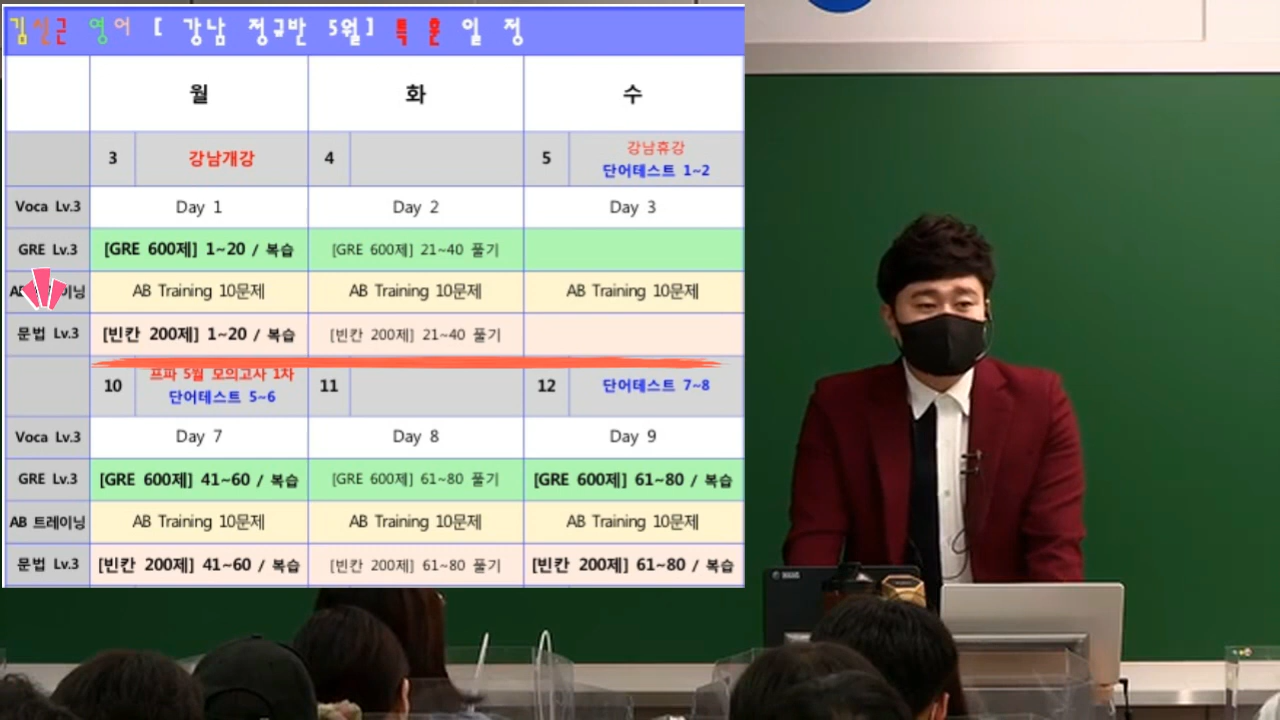 김신근 영어 [ 강남 정규반 5월] 특 훈 일 정
월 화 수
3 강남개강 4 5 강남휴강
단어테스트 1~2
Voca Lv.3 Day 1 Day 2 Day 3
GRE Lv.3 [GRE 600제] 1~20 / 복습 [GRE 600제] 21~40 풀기
이닝 AB Training 10문제 AB Training 10문제 AB Training 10문제
문법 Lv.3 [빈칸 200제] 1~20 / 복습 [빈칸 200제] 21~40 풀기
10 프파 5월 모의고사 1차 11 12 단어테스트 7~8
단어테스트 5~6
Voca Lv.3 Day 7 Day 8 Day 9
GRE Lv.3 [GRE 600제] 41~60 / 복습 [GRE 600제] 61~80 풀기 [GRE 600제] 61~80 / 복습
AB 트레이닝 AB Training 10문제 AB Training 10문제 AB Training 10문제
문법 Lv.3 [빈칸 200제] 41~60 / 복습 [빈칸 200제] 61~80 풀기 [빈칸 200제] 61~80 / 복습